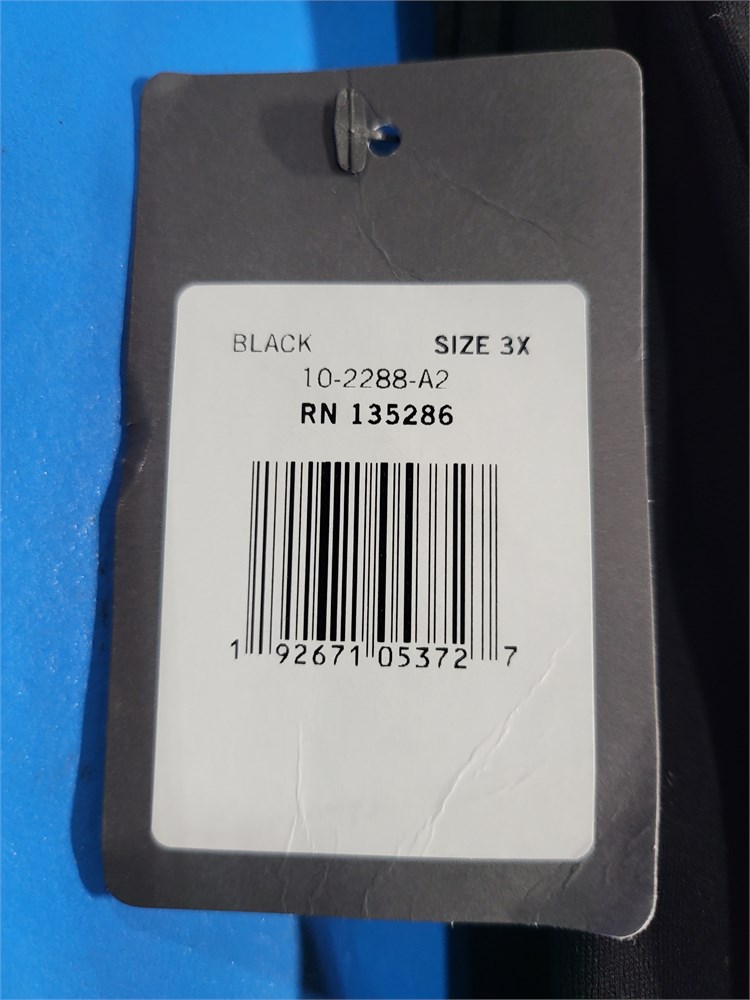 BLACK SIZE 3X
10-2288-A2
RN 135286
1 92671 05372 7